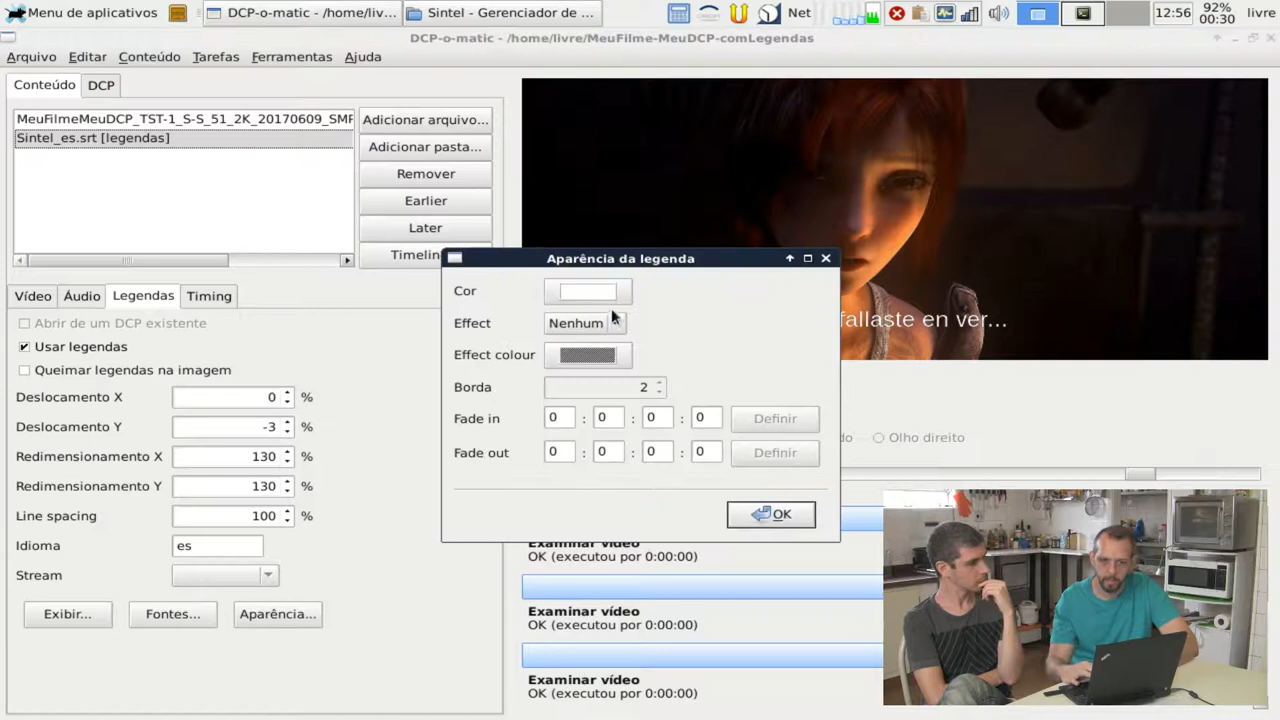 Menu de aplicativos
DCP-o-matic - /home/liv...
Sintel - Gerenciador de ...
Net
12:56
92%
00:30
livre
DCP-o-matic - /home/livre/MeuFilme-MeuDCP-comLegendas
Arquivo Editar Conteúdo Tarefas Ferramentas Ajuda
Conteúdo DCP
MeuFilmeMeuDCP_TST-1_S-S_51_2K_20170609_SMP
Sintel_es.srt [legendas]
Adicionar arquivo...
Adicionar pasta...
Remover
Earlier
Later
Timelin
Vídeo Áudio Legendas Timing
Abrir de um DCP existente
Usar legendas
Queimar legendas na imagem
Deslocamento X 0 %
Deslocamento Y -3 %
Redimensionamento X 130 %
Redimensionamento Y 130 %
Line spacing 100 %
Idioma es
Stream
Exibir... Fontes... Aparência...
Aparência da legenda
Cor
Effect Nenhum
Effect colour
Borda 2
Fade in 0 : 0 : 0 : 0 Definir
Fade out 0 : 0 : 0 : 0 Definir
OK
fallaste en ver...
do Olho direito
Examinar vídeo
OK (executou por 0:00:00)
Examinar vídeo
OK (executou por 0:00:00)
Examinar vídeo
OK (executou por 0:00:00)